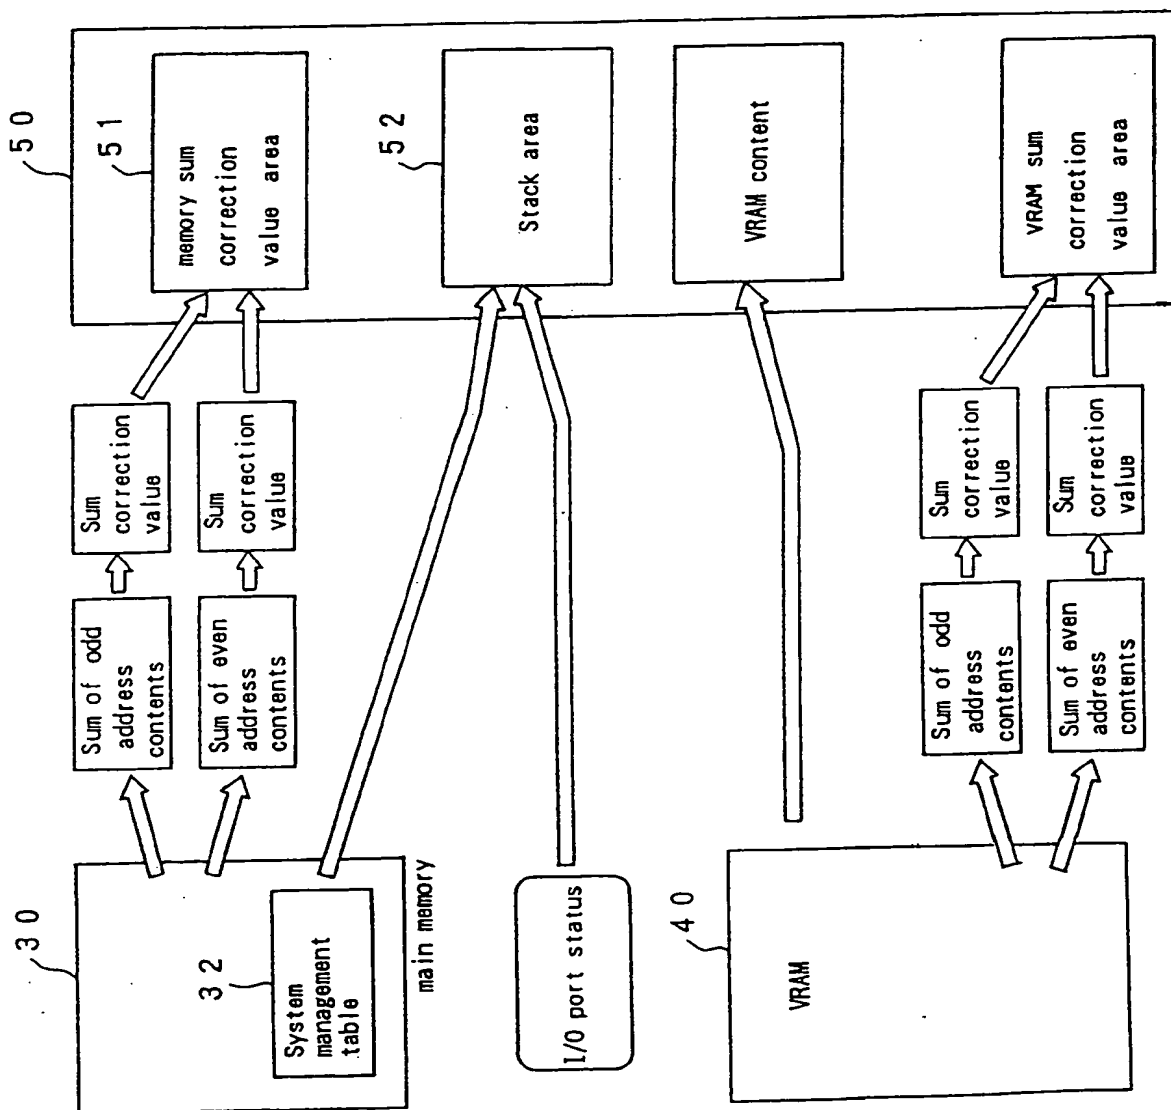 50
51
memory sum
correction
value area
52
Stack area
VRAM content
VRAM sum
correction
value area
Sum
correction
value
Sum
correction
value
Sum
correction
value
Sum
correction
value
Sum of odd
address
contents
Sum of even
address
contents
Sum of odd
address
contents
Sum of even
address
contents
30
32
System
management
table
main memory
I/O port status
40
VRAM